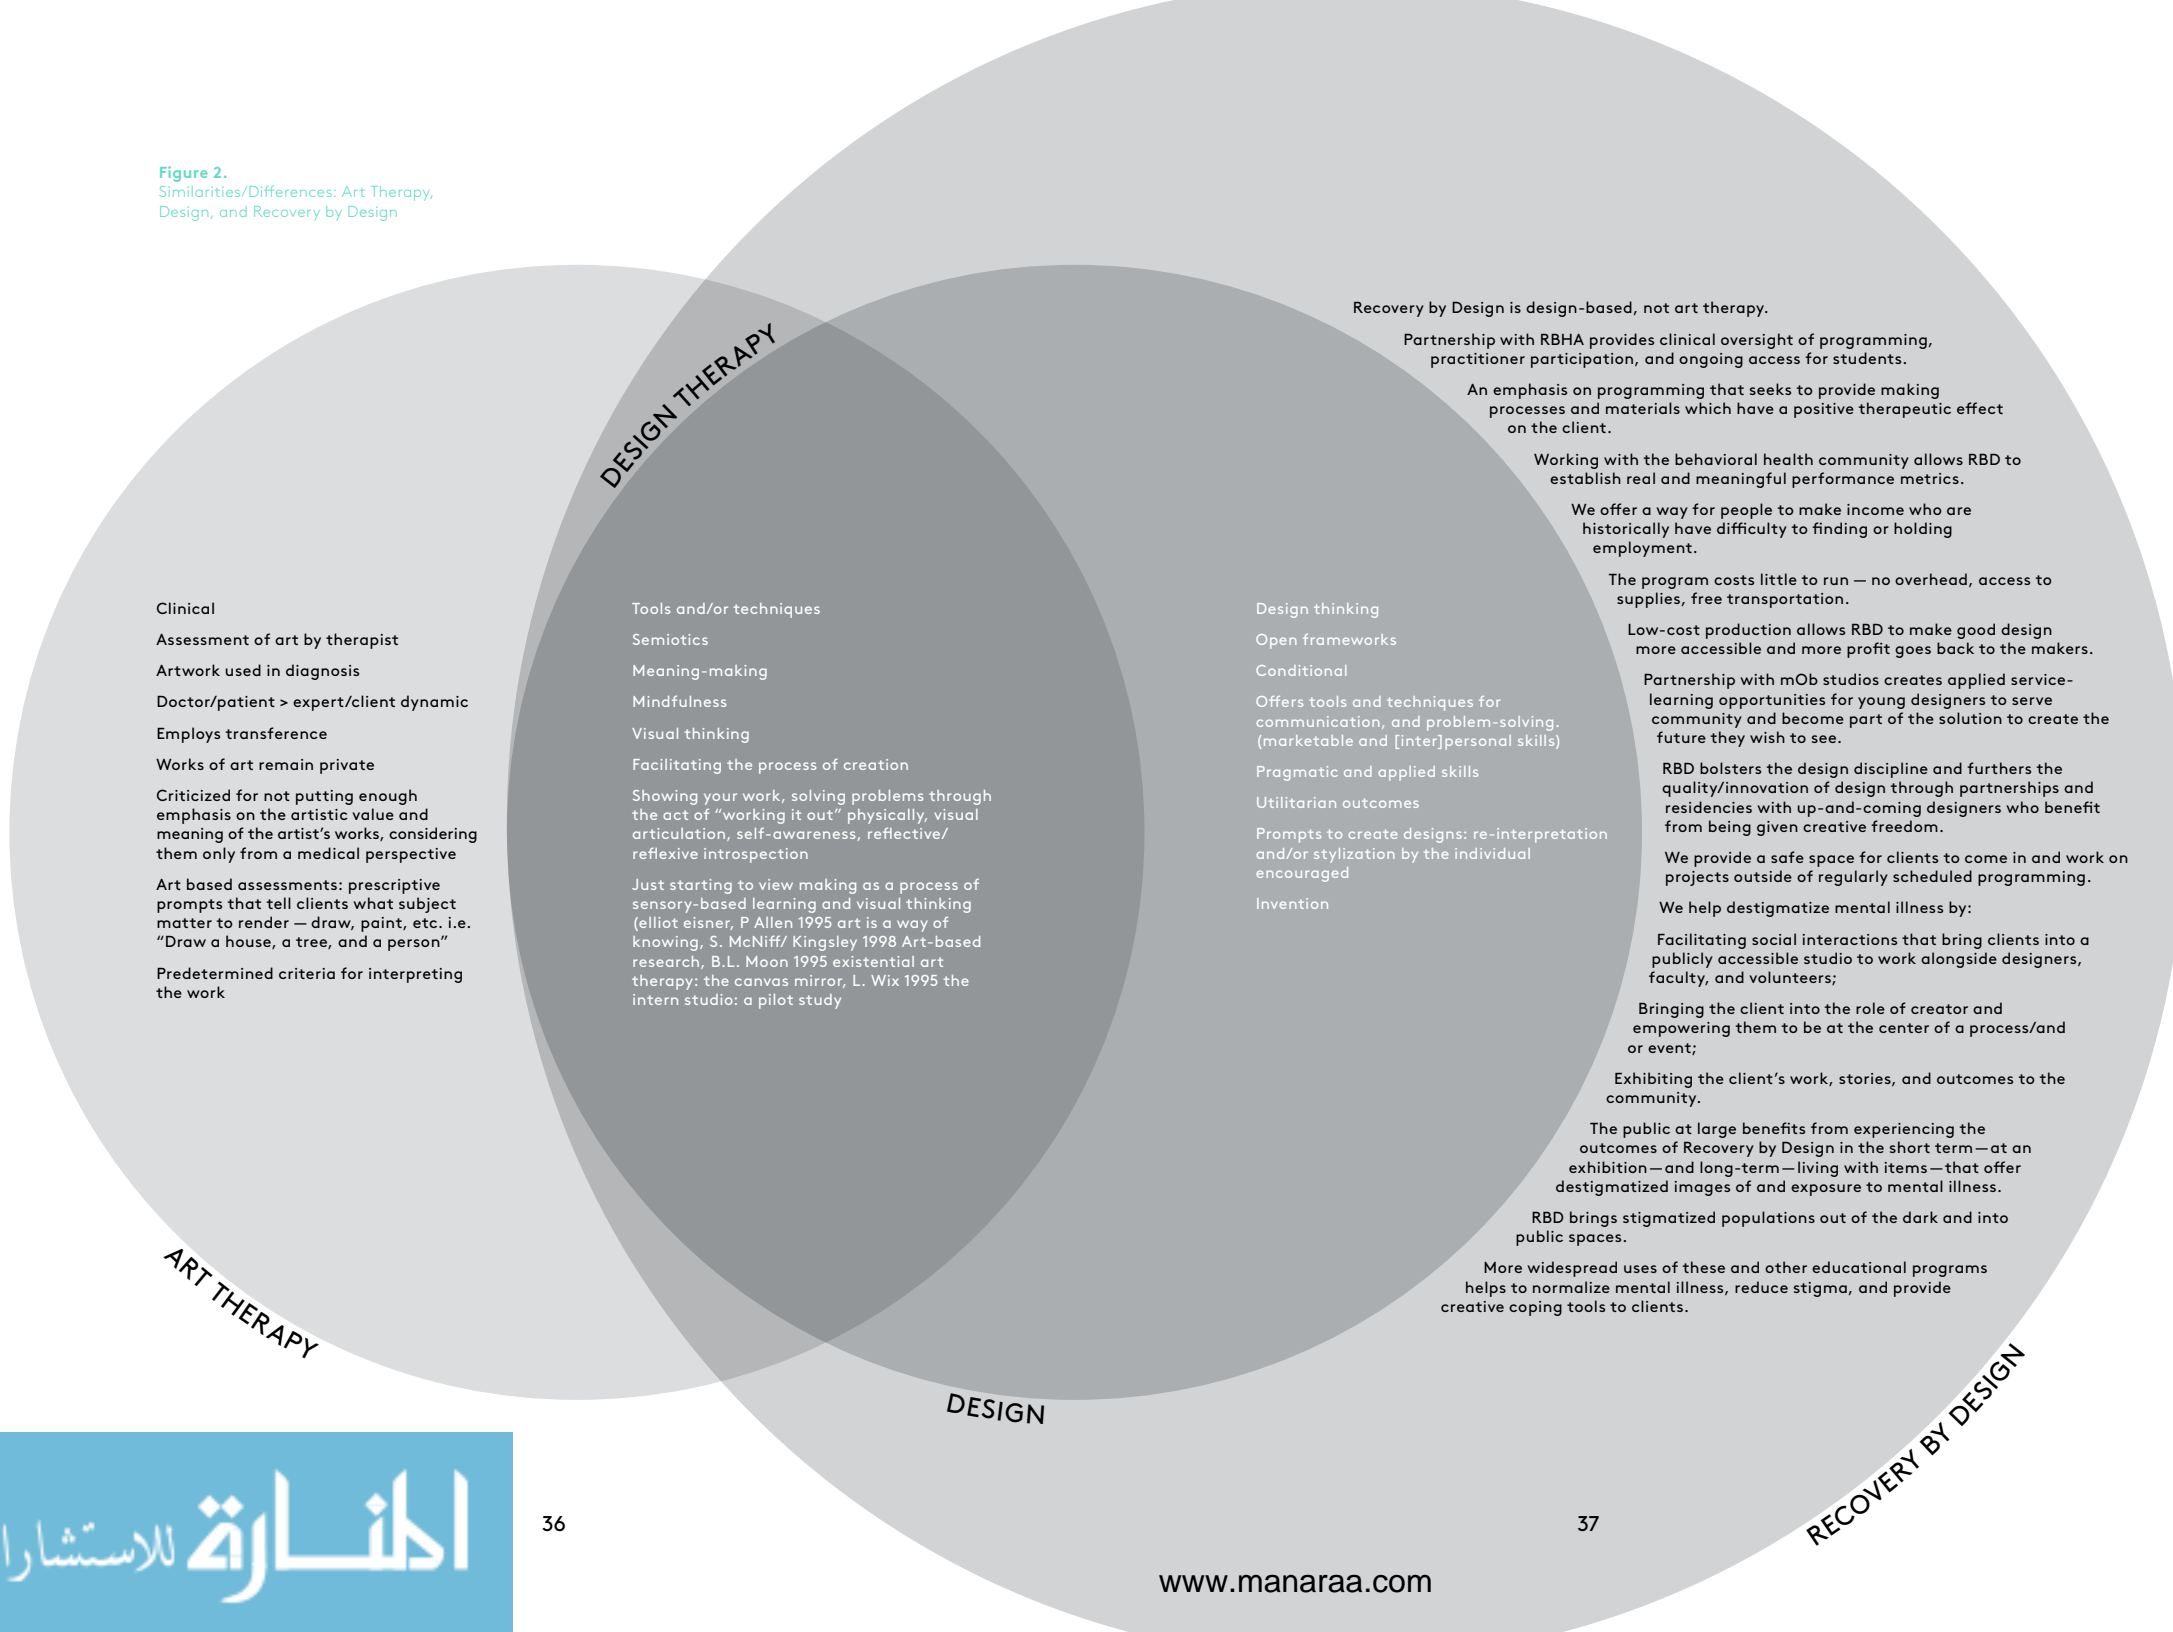 Figure 2.
Similarities/Differences: Art Therapy,
Design, and Recovery by Design
DESIGN THERAPY
Clinical
Assessment of art by therapist
Artwork used in diagnosis
Doctor/patient > expert/client dynamic
Employs transference
Works of art remain private
Criticized for not putting enough
emphasis on the artistic value and
meaning of the artist’s works, considering
them only from a medical perspective
Art based assessments: prescriptive
prompts that tell clients what subject
matter to render — draw, paint, etc. i.e.
“Draw a house, a tree, and a person”
Predetermined criteria for interpreting
the work
ART THERAPY
Tools and/or techniques
Semiotics
Meaning-making
Mindfulness
Visual thinking
Facilitating the process of creation
Showing your work, solving problems through
the act of “working it out” physically, visual
articulation, self-awareness, reflective/
reflexive introspection
Just starting to view making as a process of
sensory-based learning and visual thinking
(elliot eisner, P Allen 1995 art is a way of
knowing, S. McNiff/ Kingsley 1998 Art-based
research, B.L. Moon 1995 existential art
therapy: the canvas mirror, L. Wix 1995 the
intern studio: a pilot study
Design thinking
Open frameworks
Conditional
Offers tools and techniques for
communication, and problem-solving.
(marketable and [inter]personal skills)
Pragmatic and applied skills
Utilitarian outcomes
Prompts to create designs: re-interpretation
and/or stylization by the individual
encouraged
Invention
DESIGN
Recovery by Design is design-based, not art therapy.
Partnership with RBHA provides clinical oversight of programming,
practitioner participation, and ongoing access for students.
An emphasis on programming that seeks to provide making
processes and materials which have a positive therapeutic effect
on the client.
Working with the behavioral health community allows RBD to
establish real and meaningful performance metrics.
We offer a way for people to make income who are
historically have difficulty to finding or holding
employment.
The program costs little to run — no overhead, access to
supplies, free transportation.
Low-cost production allows RBD to make good design
more accessible and more profit goes back to the makers.
Partnership with mOb studios creates applied service-
learning opportunities for young designers to serve
community and become part of the solution to create the
future they wish to see.
RBD bolsters the design discipline and furthers the
quality/innovation of design through partnerships and
residencies with up-and-coming designers who benefit
from being given creative freedom.
We provide a safe space for clients to come in and work on
projects outside of regularly scheduled programming.
We help destigmatize mental illness by:
Facilitating social interactions that bring clients into a
publicly accessible studio to work alongside designers,
faculty, and volunteers;
Bringing the client into the role of creator and
empowering them to be at the center of a process/and
or event;
Exhibiting the client’s work, stories, and outcomes to the
community.
The public at large benefits from experiencing the
outcomes of Recovery by Design in the short term—at an
exhibition—and long-term—living with items—that offer
destigmatized images of and exposure to mental illness.
RBD brings stigmatized populations out of the dark and into
public spaces.
More widespread uses of these and other educational programs
helps to normalize mental illness, reduce stigma, and provide
creative coping tools to clients.
RECOVERY BY DESIGN
المنارة للاستشارا
36
37
www.manaraa.com